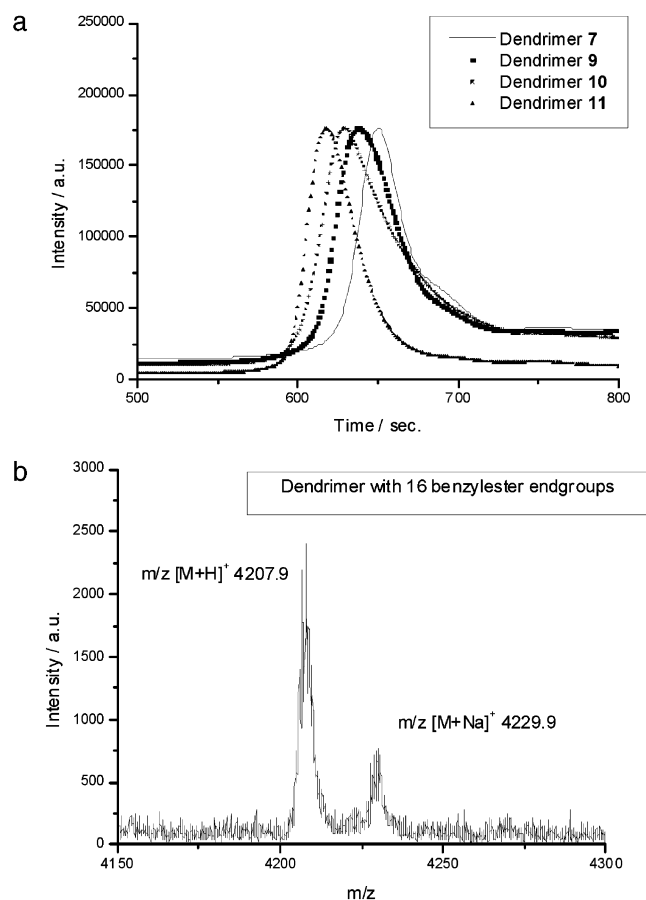 a
250000
200000
150000
100000
50000
0
Intensity / a.u.
Dendrimer 7
Dendrimer 9
Dendrimer 10
Dendrimer 11
500
600
700
800
Time / sec.
b
3000
2500
2000
1500
1000
500
0
Intensity / a.u.
Dendrimer with 16 benzylester endgroups
m/z [M+H]⁺ 4207.9
m/z [M+Na]⁺ 4229.9
4150
4200
4250
4300
m/z